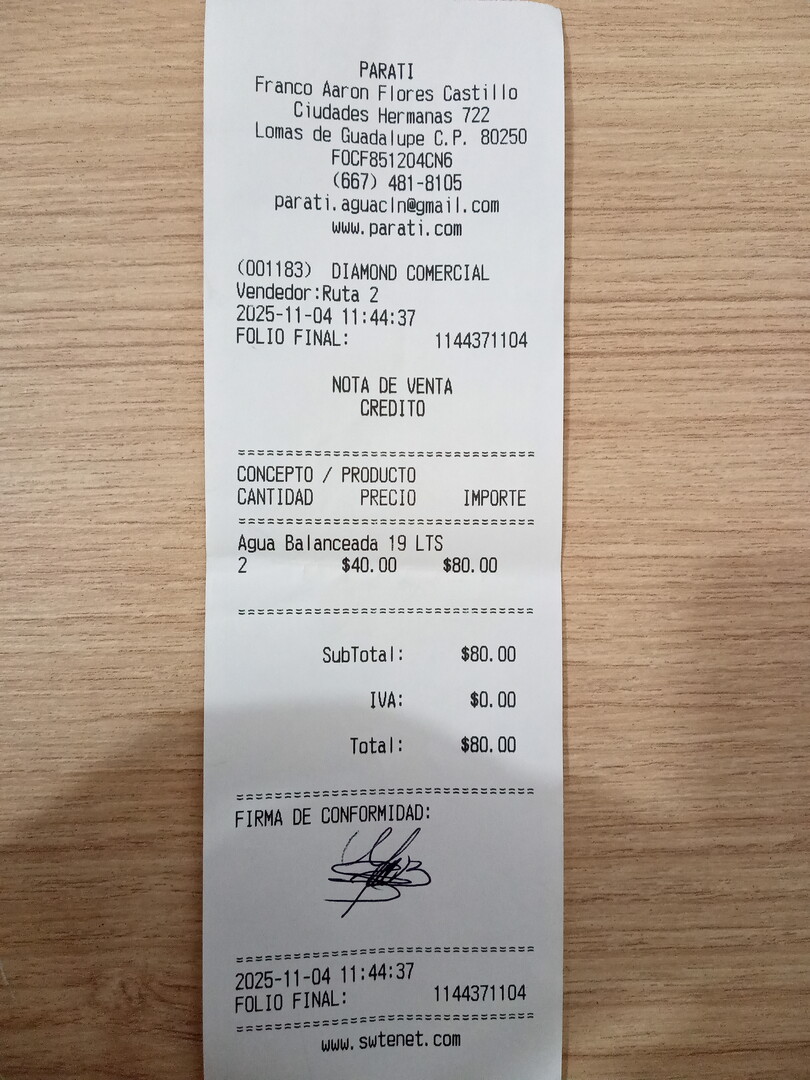 PARATI
Franco Aaron Flores Castillo
Ciudades Hermanas 722
Lomas de Guadalupe C.P. 80250
FOCF851204CN6
(667) 481-8105
parati.aguacln@gmail.com
www.parati.com
(001183) DIAMOND COMERCIAL
Vendedor:Ruta 2
2025-11-04 11:44:37
FOLIO FINAL: 1144371104
NOTA DE VENTA
CREDITO
================================
CONCEPTO / PRODUCTO
CANTIDAD PRECIO IMPORTE
================================
Agua Balanceada 19 LTS
2 $40.00 $80.00
================================
SubTotal: $80.00
IVA: $0.00
Total: $80.00
================================
FIRMA DE CONFORMIDAD:
================================
2025-11-04 11:44:37
FOLIO FINAL: 1144371104
================================
www.swtenet.com